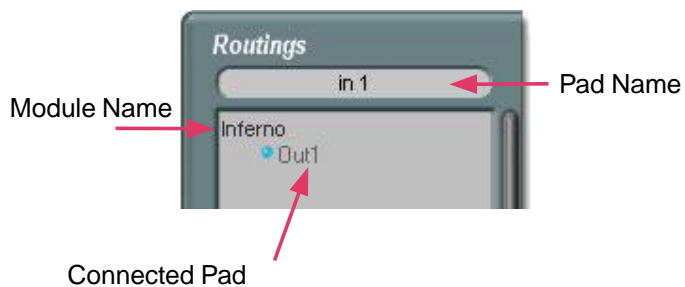 Routings
in 1
Pad Name
Module Name
Inferno
Out1
Connected Pad